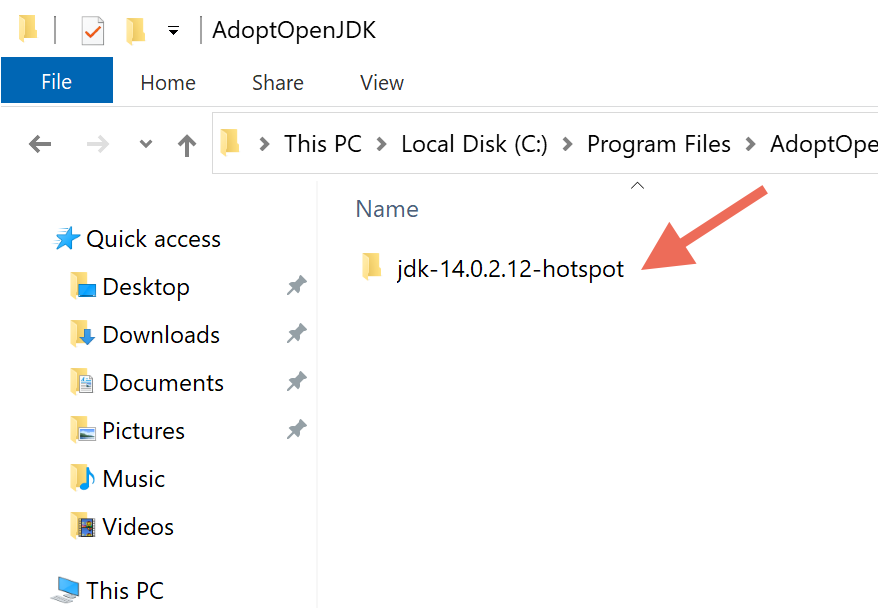 AdoptOpenJDK
File Home Share View
This PC Local Disk (C:) Program Files AdoptOpe
Name
jdk-14.0.2.12-hotspot
Quick access
Desktop
Downloads
Documents
Pictures
Music
Videos
This PC